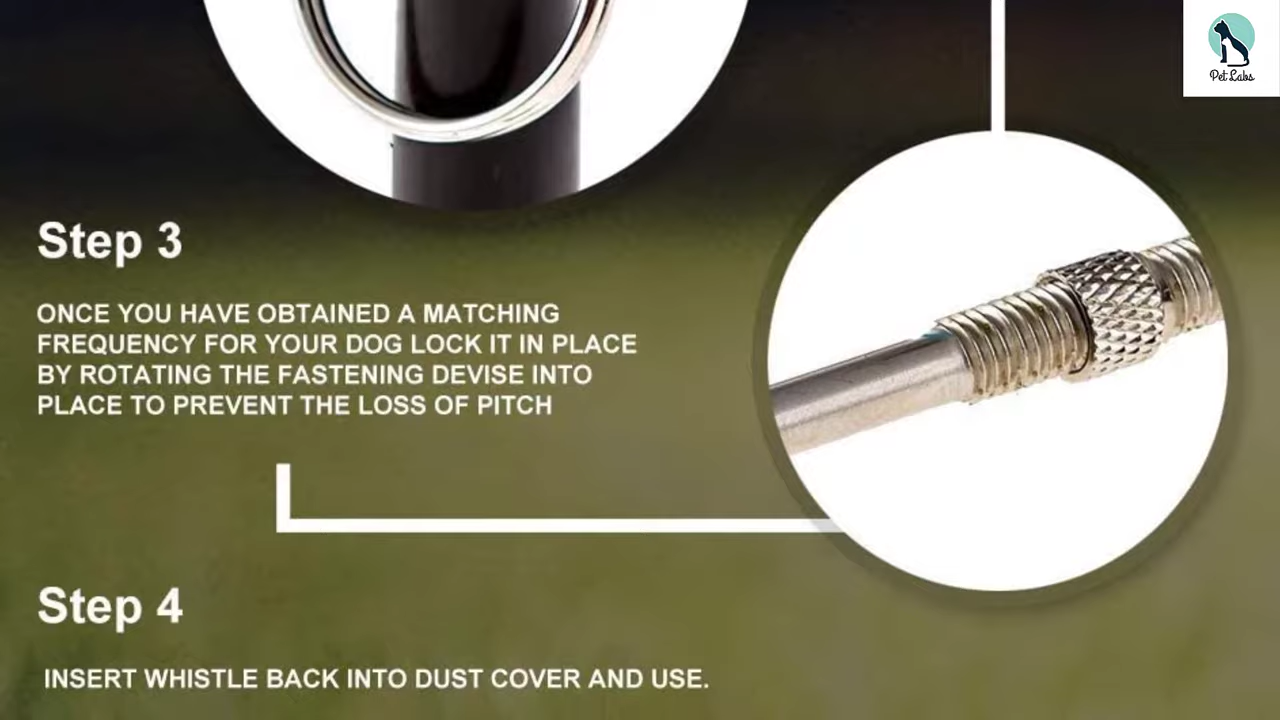 Pet Labs
Step 3
ONCE YOU HAVE OBTAINED A MATCHING
FREQUENCY FOR YOUR DOG LOCK IT IN PLACE
BY ROTATING THE FASTENING DEVISE INTO
PLACE TO PREVENT THE LOSS OF PITCH
Step 4
INSERT WHISTLE BACK INTO DUST COVER AND USE.